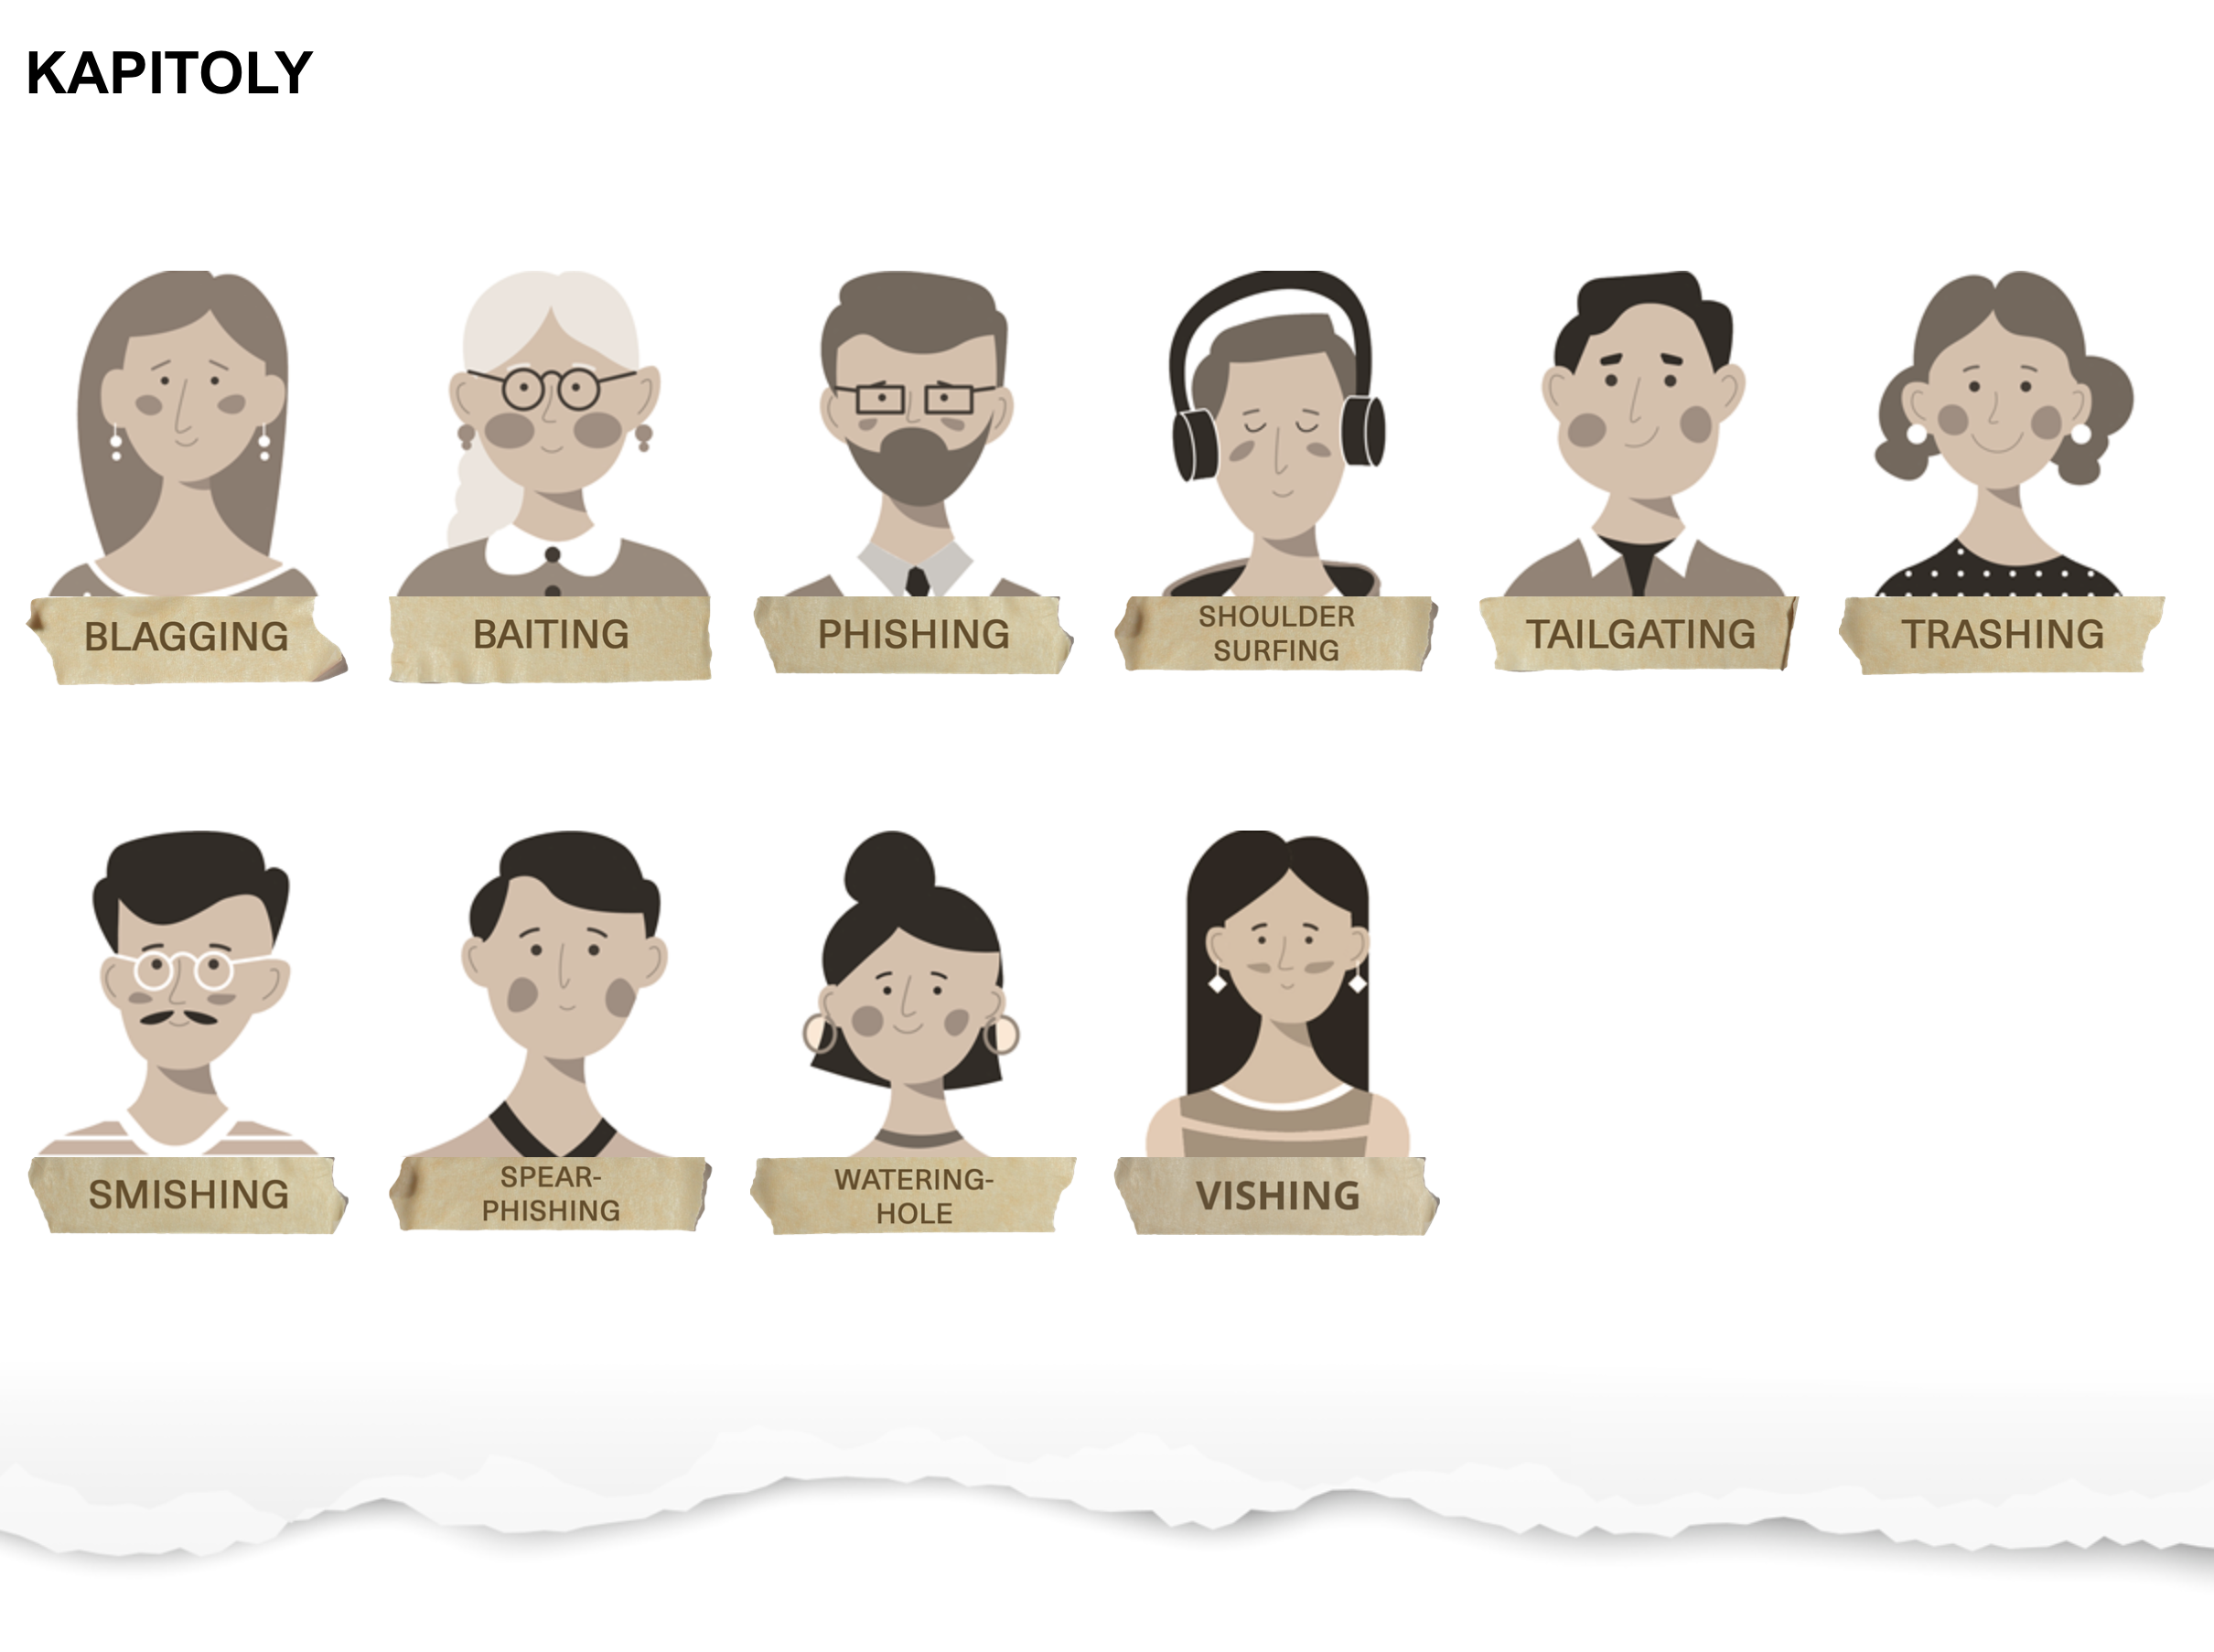 KAPITOLY
BLAGGING
BAITING
PHISHING
SHOULDER
SURFING
TAILGATING
TRASHING
SMISHING
SPEAR-
PHISHING
WATERING-
HOLE
VISHING